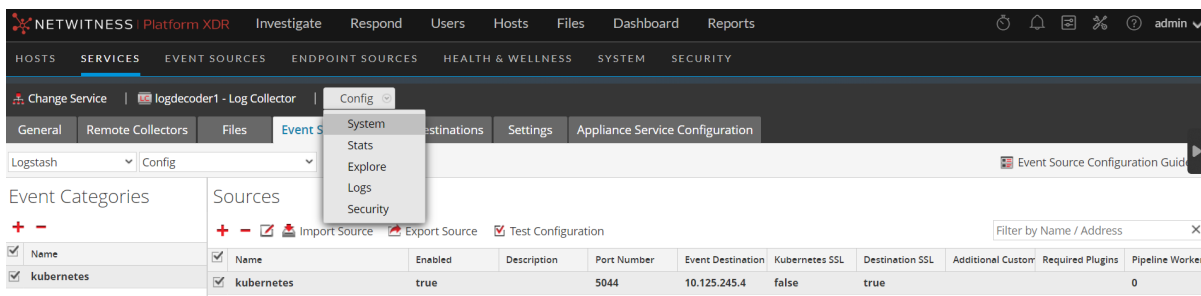 NETWITNESS Platform XDR Investigate Respond Users Hosts Files Dashboard Reports admin
HOSTS SERVICES EVENT SOURCES ENDPOINT SOURCES HEALTH & WELLNESS SYSTEM SECURITY
Change Service LC logdecoder1 - Log Collector Config
General Remote Collectors Files Event S estinations Settings Appliance Service Configuration
System
Stats
Explore
Logs
Security
Logstash Config Event Source Configuration Guide
Event Categories
Sources
Import Source Export Source Test Configuration Filter by Name / Address
Name
kubernetes
Name Enabled Description Port Number Event Destination Kubernetes SSL Destination SSL Additional Custom Required Plugins Pipeline Worke
kubernetes true 5044 10.125.245.4 false true 0